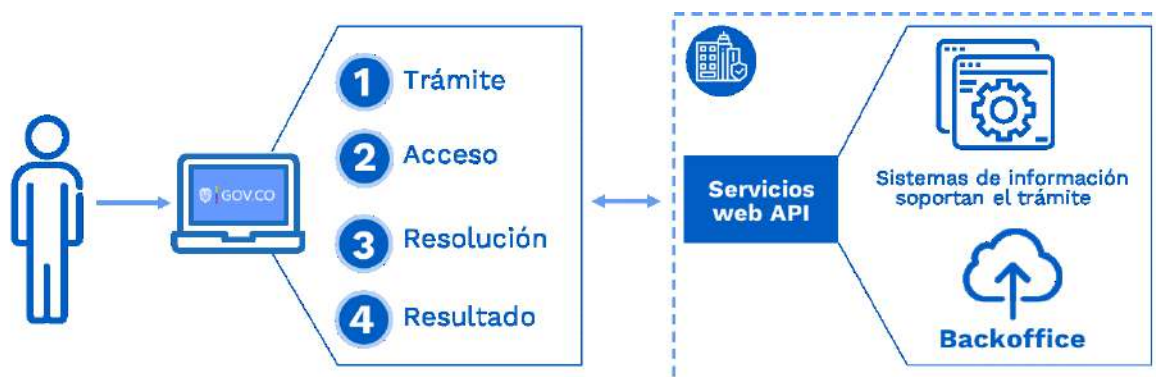 GOV.CO
1 Trámite
2 Acceso
3 Resolución
4 Resultado
Servicios
web API
Sistemas de información
soportan el trámite
Backoffice